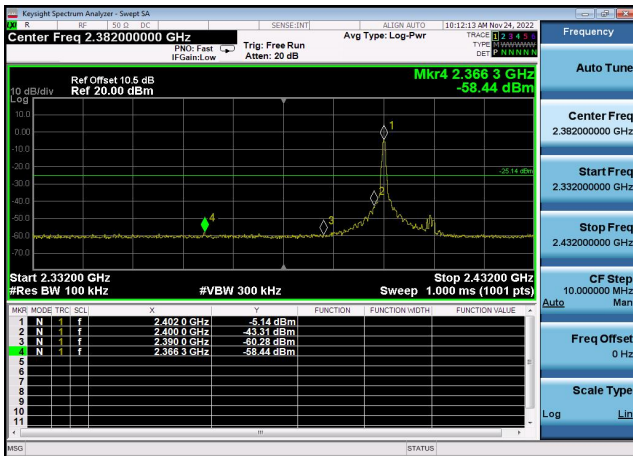 Keysight Spectrum Analyzer - Swept SA
R RF 50 Ω DC SENSE:INT ALIGN AUTO 10:12:13 AM Nov 24, 2022
Center Freq 2.382000000 GHz
PNO: Fast
IFGain:Low
Trig: Free Run
Atten: 20 dB
Avg Type: Log-Pwr
TRACE 1 2 3 4 5 6
TYPE M W W W W W
DET P N N N N N
Frequency
Auto Tune
Center Freq
2.382000000 GHz
Start Freq
2.332000000 GHz
Stop Freq
2.432000000 GHz
CF Step
10.000000 MHz
Auto Man
Freq Offset
0 Hz
Scale Type
Log Lin
Ref Offset 10.5 dB
Ref 20.00 dBm
10 dB/div
Log
Mkr4 2.366 3 GHz
-58.44 dBm
10.0
0.00
-10.0
-20.0
-30.0
-40.0
-50.0
-60.0
-70.0
1
2
3
4
-25.14 dBm
Start 2.33200 GHz Stop 2.43200 GHz
#Res BW 100 kHz #VBW 300 kHz Sweep 1.000 ms (1001 pts)
MKR MODE TRC SCL X Y FUNCTION FUNCTION WIDTH FUNCTION VALUE
1 N 1 f 2.402 0 GHz -5.14 dBm
2 N 1 f 2.400 0 GHz -43.31 dBm
3 N 1 f 2.390 0 GHz -60.28 dBm
4 N 1 f 2.366 3 GHz -58.44 dBm
5
6
7
8
9
10
11
MSG STATUS